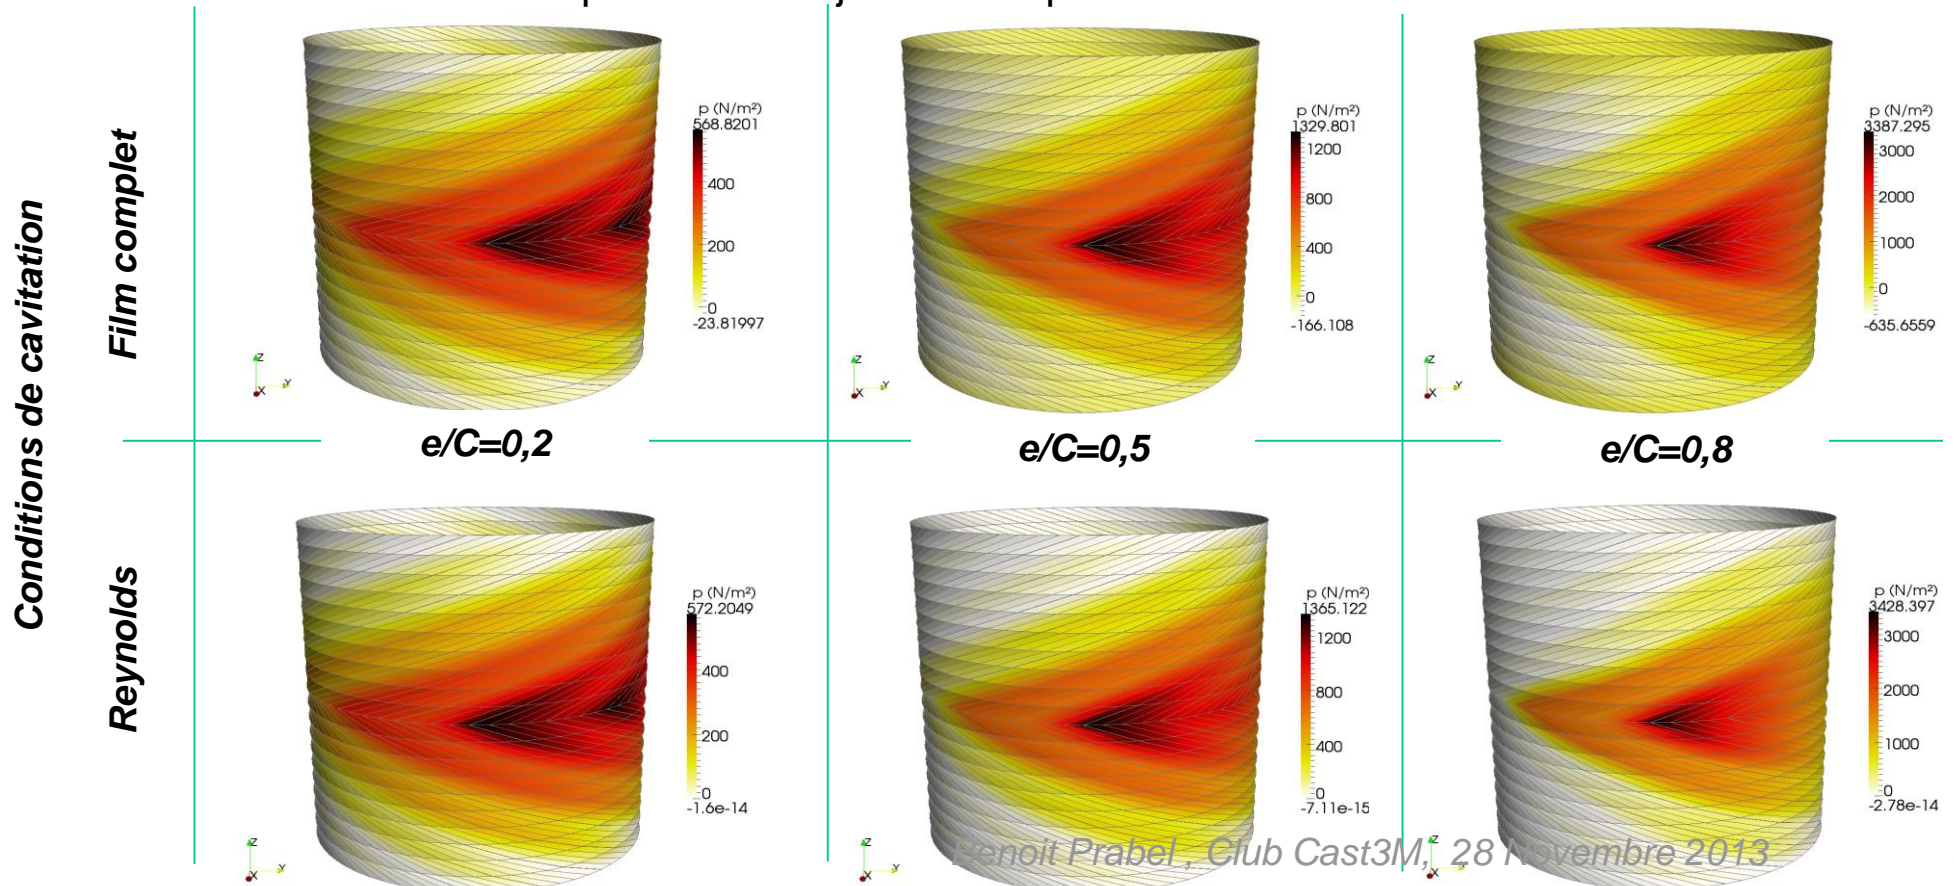 Conditions de cavitation
Film complet
p (N/m²)
568.8201
400
200
0
-23.81997
Z
Y
X
p (N/m²)
1329.801
1200
800
400
0
-166.108
Z
Y
X
p (N/m²)
3387.295
3000
2000
1000
0
-635.6559
Z
Y
X
e/C=0,2
e/C=0,5
e/C=0,8
Reynolds
p (N/m²)
572.2049
400
200
0
-1.6e-14
Z
Y
X
p (N/m²)
1365.122
1200
800
400
0
-7.11e-15
Z
Y
X
p (N/m²)
3428.397
3000
2000
1000
0
-2.78e-14
Z
X
Benoit Prabel , Club Cast3M, 28 Novembre 2013